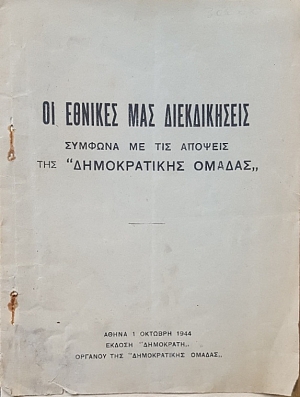 ΟΙ ΕΘΝΙΚΕΣ ΜΑΣ ΔΙΕΚΔΙΚΗΣΕΙΣ
ΣΥΜΦΩΝΑ ΜΕ ΤΙΣ ΑΠΟΨΕΙΣ
ΤΗΣ “ΔΗΜΟΚΡΑΤΙΚΗΣ ΟΜΑΔΑΣ„
ΑΘΗΝΑ 1 ΟΚΤΩΒΡΗ 1944
ΕΚΔΟΣΗ “ΔΗΜΟΚΡΑΤΗ„
ΟΡΓΑΝΟΥ ΤΗΣ “ΔΗΜΟΚΡΑΤΙΚΗΣ ΟΜΑΔΑΣ„